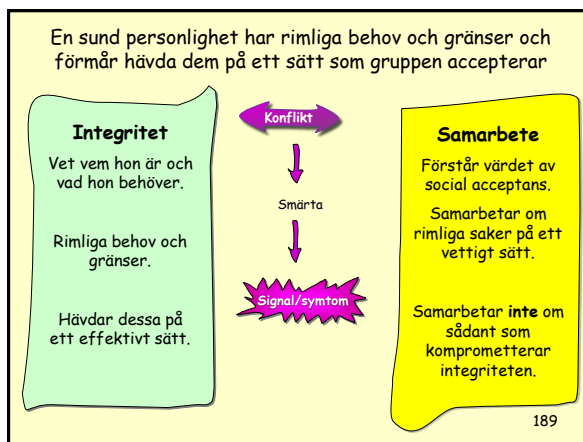 En sund personlighet har rimliga behov och gränser och
förmår hävda dem på ett sätt som gruppen accepterar
Integritet
Vet vem hon är och
vad hon behöver.
Rimliga behov och
gränser.
Hävdar dessa på
ett effektivt sätt.
Konflikt
Smärta
Signal/symtom
Samarbete
Förstår värdet av
social acceptans.
Samarbetar om
rimliga saker på ett
vettigt sätt.
Samarbetar inte om
sådant som
komprometterar
integriteten.
189